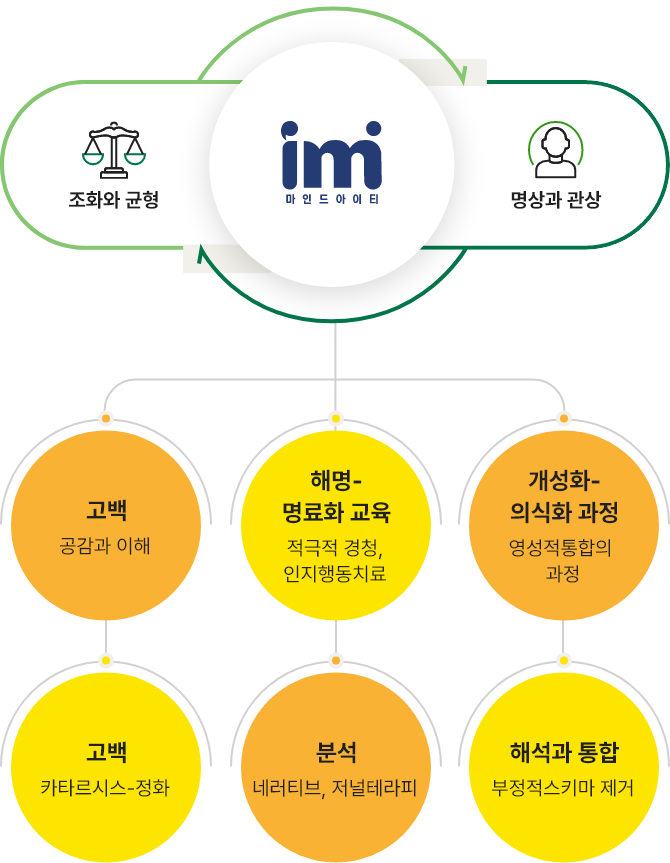 imi
마인드아이티
조화와 균형
명상과 관상
고백
공감과 이해
해명-
명료화 교육
적극적 경청,
인지행동치료
개성화-
의식화 과정
영성적통합의
과정
고백
카타르시스-정화
분석
네러티브, 저널테라피
해석과 통합
부정적스키마 제거